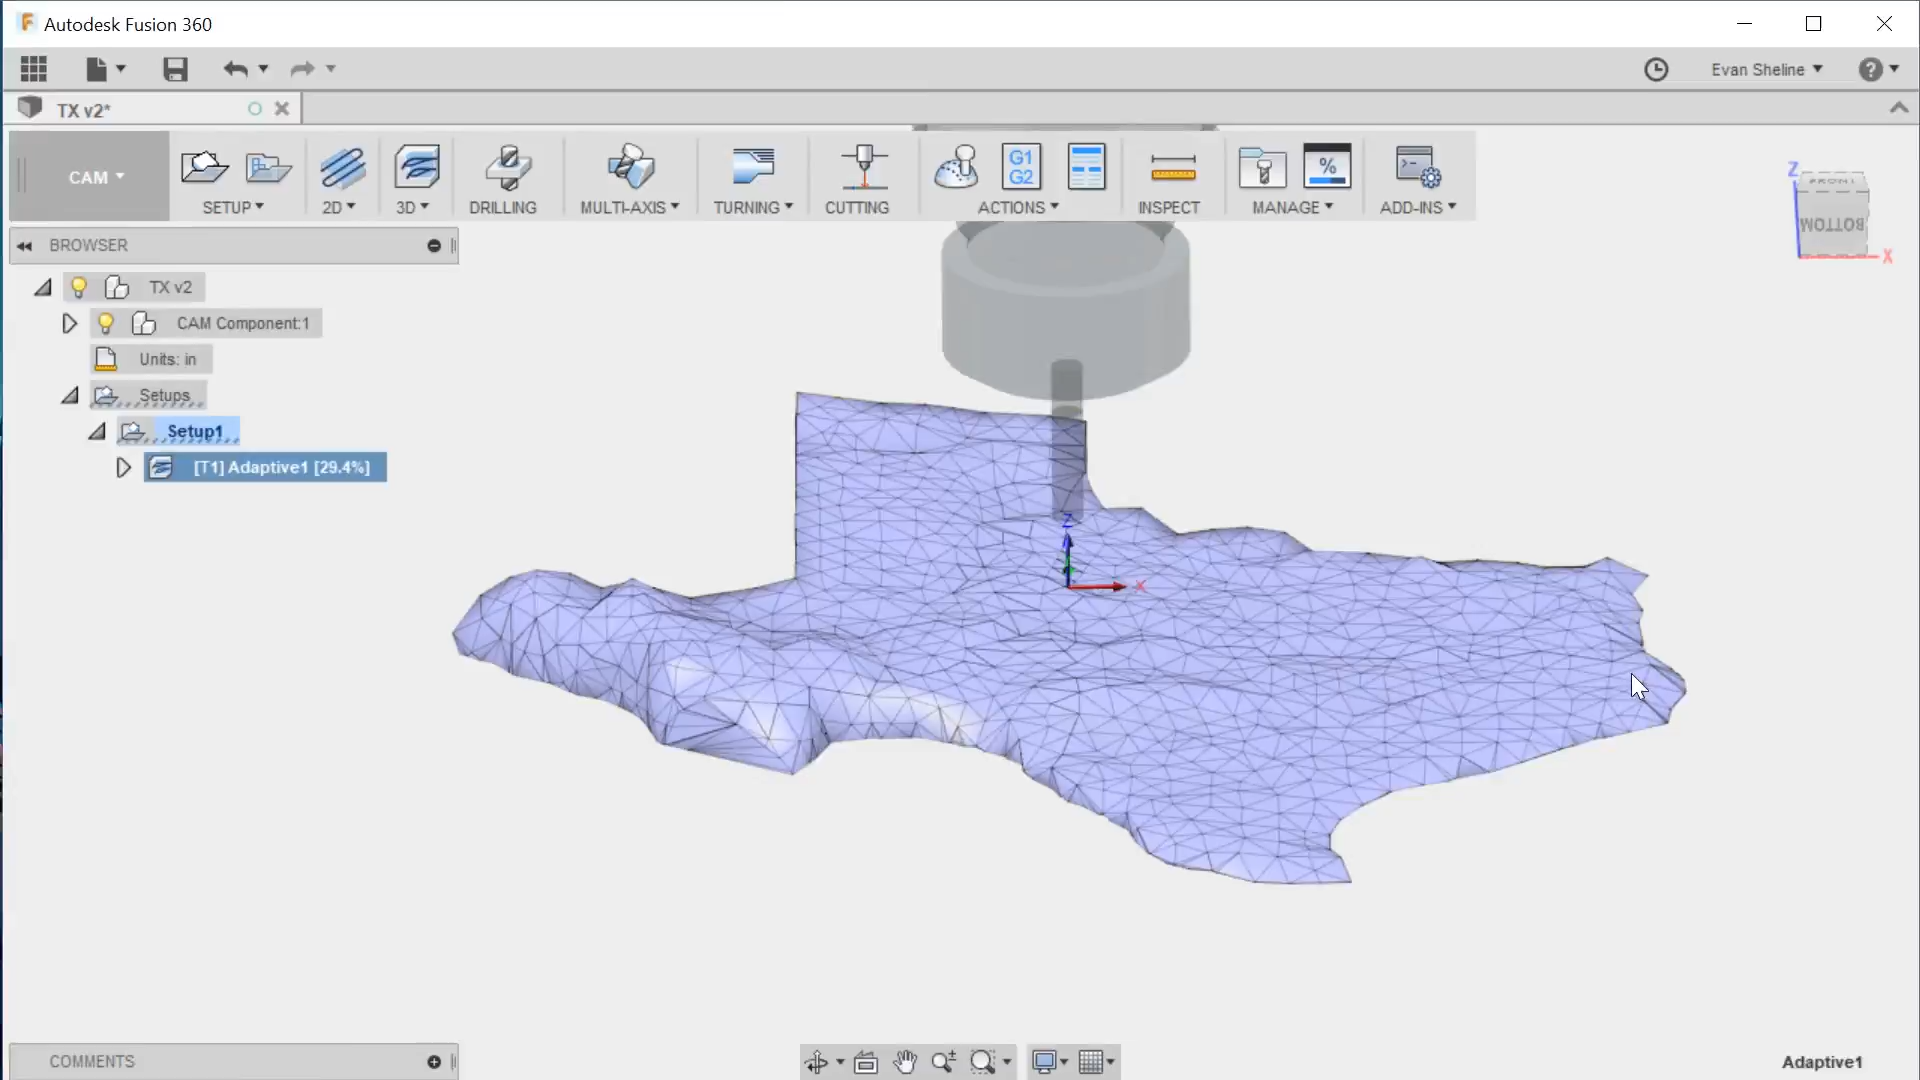 Autodesk Fusion 360
Evan Sheline
TX v2*
CAM
SETUP
2D
3D
DRILLING
MULTI-AXIS
TURNING
CUTTING
G1
G2
ACTIONS
INSPECT
%
MANAGE
ADD-INS
BROWSER
TX v2
CAM Component:1
Units: in
Setups
Setup1
[T1] Adaptive1 [29.4%]
Z
FRONT
BOTTOM
X
Z
X
COMMENTS
Adaptive1